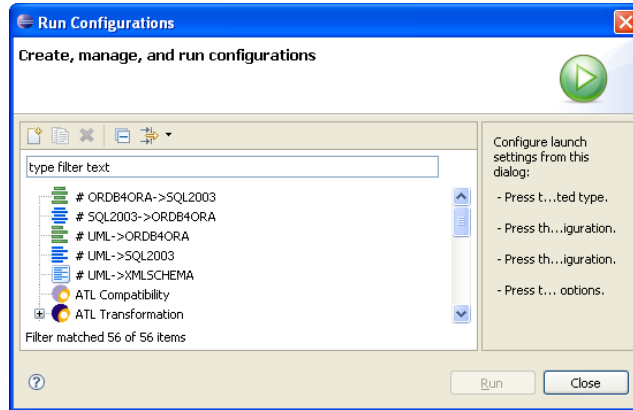 Run Configurations
Create, manage, and run configurations
type filter text
# ORDB4ORA->SQL2003
# SQL2003->ORDB4ORA
# UML->ORDB4ORA
# UML->SQL2003
# UML->XMLSCHEMA
ATL Compatibility
ATL Transformation
Filter matched 56 of 56 items
Configure launch
settings from this
dialog:
- Press t...ted type.
- Press th...iguration.
- Press th...iguration.
- Press t... options.
?
Run
Close